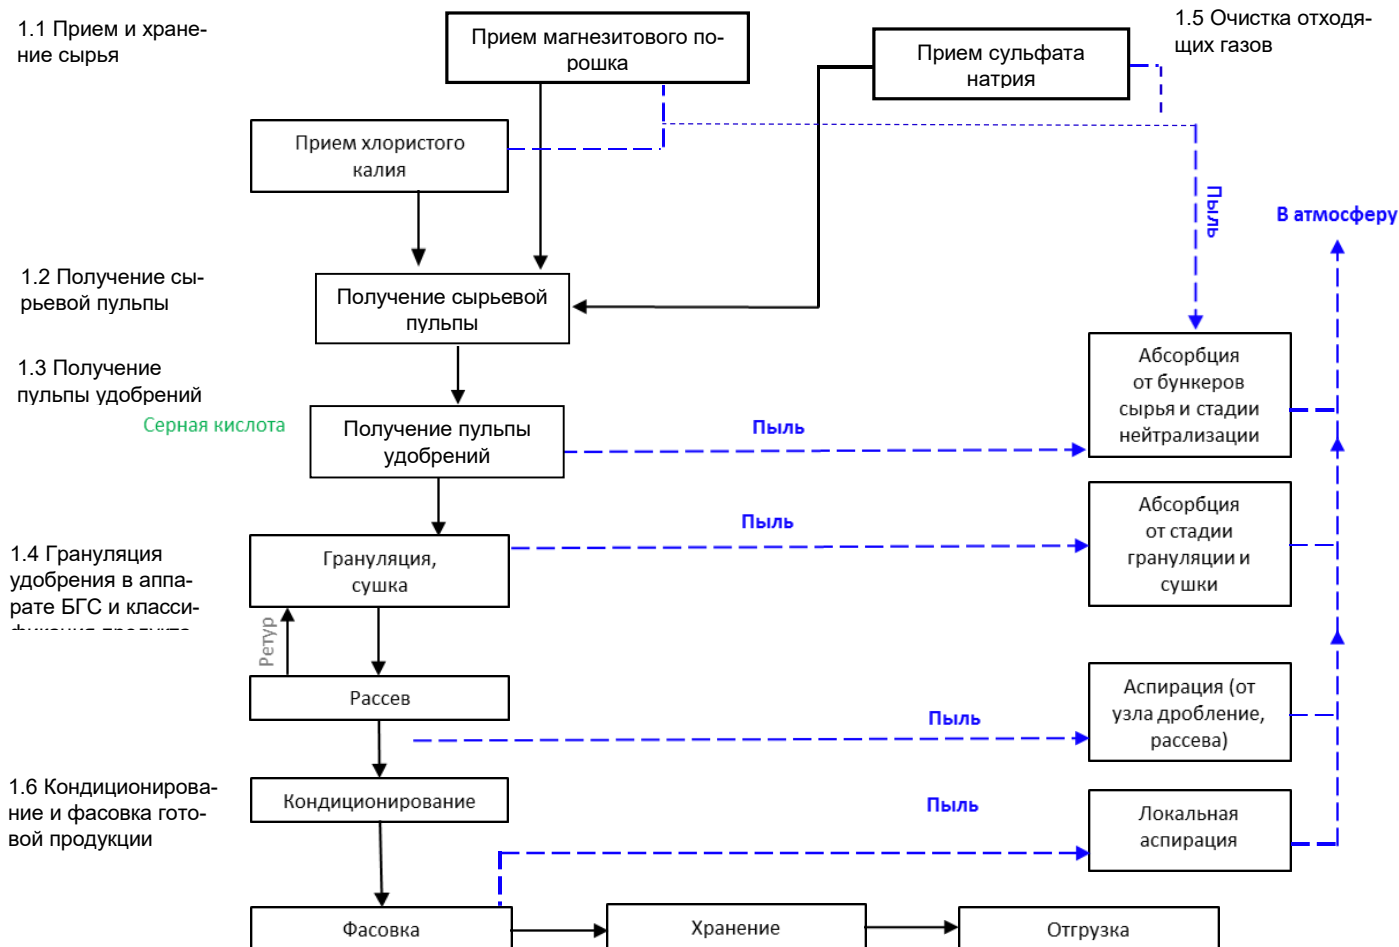 1.1 Прием и хране-
ние сырья
Прием магнезитового по-
рошка
Прием сульфата
натрия
1.5 Очистка отходя-
щих газов
Прием хлористого
калия
Пыль
В атмосферу
1.2 Получение сы-
рьевой пульпы
Получение сырьевой
пульпы
1.3 Получение
пульпы удобрений
Серная кислота
Получение пульпы
удобрений
Пыль
Абсорбция
от бункеров
сырья и стадии
нейтрализации
1.4 Грануляция
удобрения в аппа-
рате БГС и класси-
фикация продукта
Грануляция,
сушка
Пыль
Абсорбция
от стадии
грануляции и
сушки
Ретур
Рассев
Пыль
Аспирация (от
узла дробление,
рассева)
1.6 Кондиционирова-
ние и фасовка гото-
вой продукции
Кондиционирование
Пыль
Локальная
аспирация
Фасовка
Хранение
Отгрузка